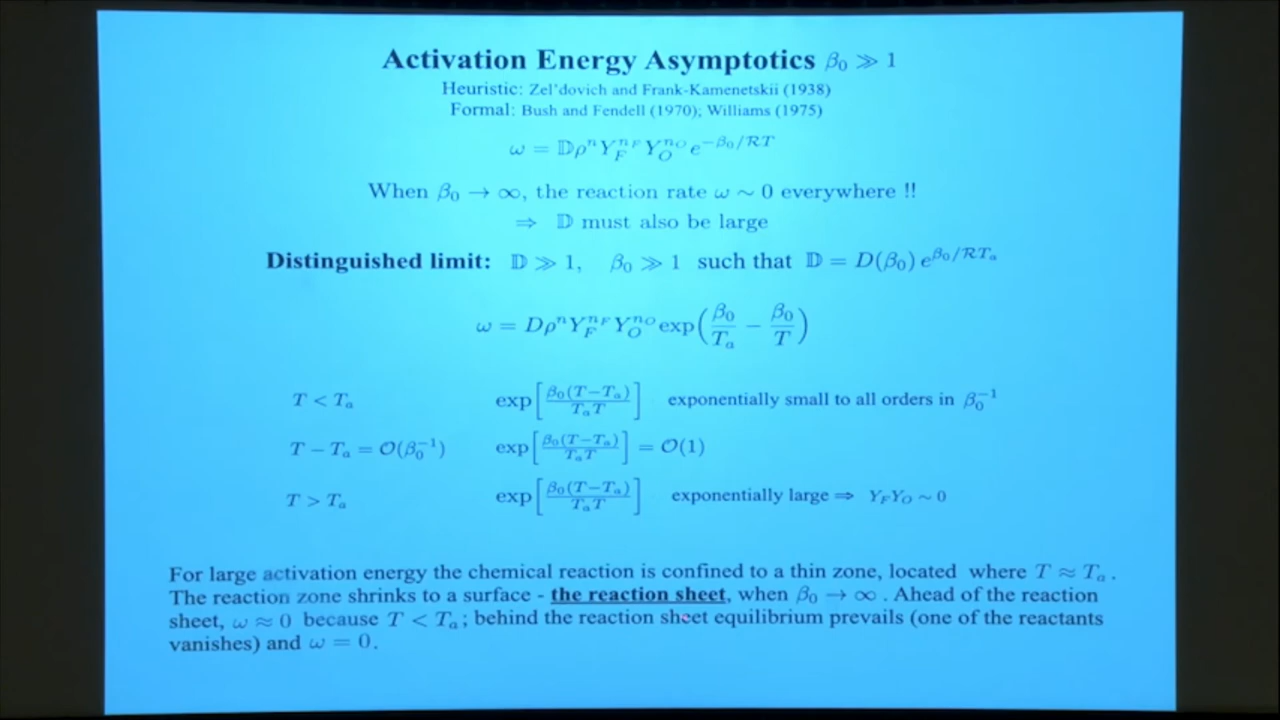 Activation Energy Asymptotics β₀ ≫ 1
Heuristic: Zel'dovich and Frank-Kamenetskii (1938)
Formal: Bush and Fendell (1970); Williams (1975)
ω = 𝔻ρⁿY_F^{n_F} Y_O^{n_O} e^{−β₀/ℛT}
When β₀ → ∞, the reaction rate ω ∼ 0 everywhere !!
⇒ 𝔻 must also be large
Distinguished limit: 𝔻 ≫ 1, β₀ ≫ 1 such that 𝔻 = D(β₀) e^{β₀/ℛT_a}
ω = Dρⁿ Y_F^{n_F} Y_O^{n_O} exp(β₀/T_a − β₀/T)
T < T_a exp[β₀(T−T_a)/T_aT] exponentially small to all orders in β₀⁻¹
T − T_a = 𝒪(β₀⁻¹) exp[β₀(T−T_a)/T_aT] = 𝒪(1)
T > T_a exp[β₀(T−T_a)/T_aT] exponentially large ⇒ Y_F Y_O ∼ 0
For large activation energy the chemical reaction is confined to a thin zone, located where T ≈ T_a .
The reaction zone shrinks to a surface - the reaction sheet, when β₀ → ∞ . Ahead of the reaction
sheet, ω ≈ 0 because T < T_a ; behind the reaction sheet equilibrium prevails (one of the reactants
vanishes) and ω = 0.